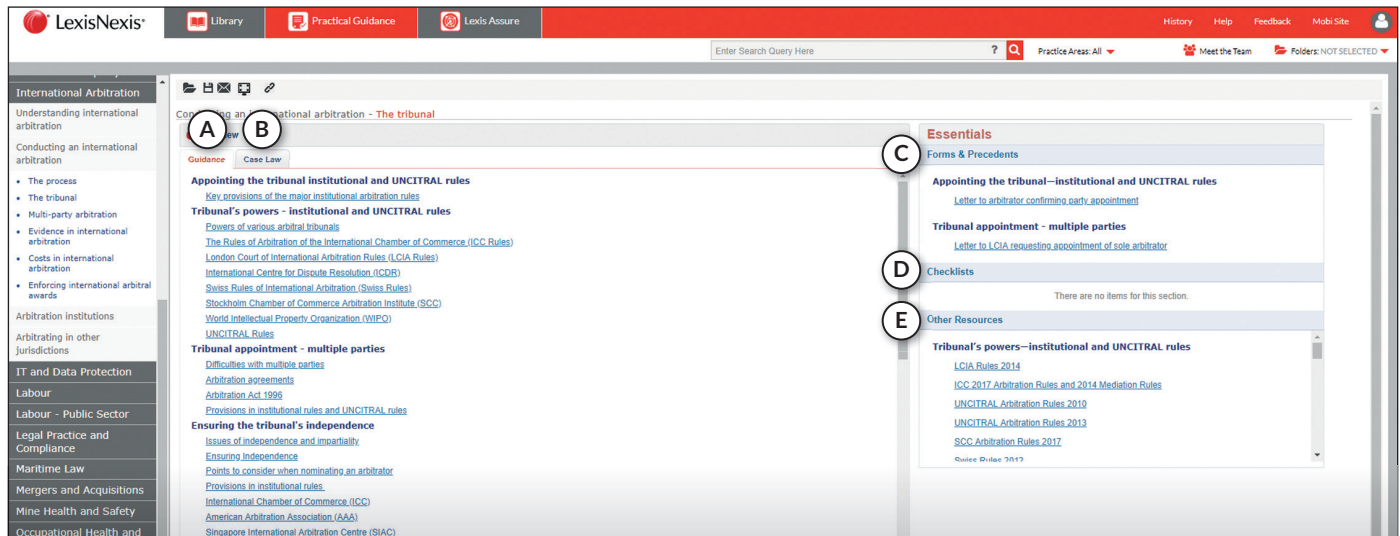 LexisNexis®
Library
Practical Guidance
Lexis Assure
History
Help
Feedback
Mobi Site
Enter Search Query Here
?
Practice Areas: All
Meet the Team
Folders: NOT SELECTED
International Arbitration
Understanding international
arbitration
Conducting an international
arbitration
• The process
• The tribunal
• Multi-party arbitration
• Evidence in international
arbitration
• Costs in international
arbitration
• Enforcing international arbitral
awards
Arbitration institutions
Arbitrating in other
jurisdictions
IT and Data Protection
Labour
Labour - Public Sector
Legal Practice and
Compliance
Maritime Law
Mergers and Acquisitions
Mine Health and Safety
Occupational Health and
an international arbitration - The tribunal
A
B
Guidance
Case Law
Appointing the tribunal institutional and UNCITRAL rules
Key provisions of the major institutional arbitration rules
Tribunal's powers - institutional and UNCITRAL rules
Powers of various arbitral tribunals
The Rules of Arbitration of the International Chamber of Commerce (ICC Rules)
London Court of International Arbitration Rules (LCIA Rules)
International Centre for Dispute Resolution (ICDR)
Swiss Rules of International Arbitration (Swiss Rules)
Stockholm Chamber of Commerce Arbitration Institute (SCC)
World Intellectual Property Organization (WIPO)
UNCITRAL Rules
Tribunal appointment - multiple parties
Difficulties with multiple parties
Arbitration agreements
Arbitration Act 1996
Provisions in institutional rules and UNCITRAL rules
Ensuring the tribunal's independence
Issues of independence and impartiality
Ensuring Independence
Points to consider when nominating an arbitrator
Provisions in institutional rules
International Chamber of Commerce (ICC)
American Arbitration Association (AAA)
Singapore International Arbitration Centre (SIAC)
Essentials
C
Forms & Precedents
Appointing the tribunal—institutional and UNCITRAL rules
Letter to arbitrator confirming party appointment
Tribunal appointment - multiple parties
Letter to LCIA requesting appointment of sole arbitrator
D
Checklists
There are no items for this section.
E
Other Resources
Tribunal's powers—institutional and UNCITRAL rules
LCIA Rules 2014
ICC 2017 Arbitration Rules and 2014 Mediation Rules
UNCITRAL Arbitration Rules 2010
UNCITRAL Arbitration Rules 2013
SCC Arbitration Rules 2017
Swiss Rules 2012